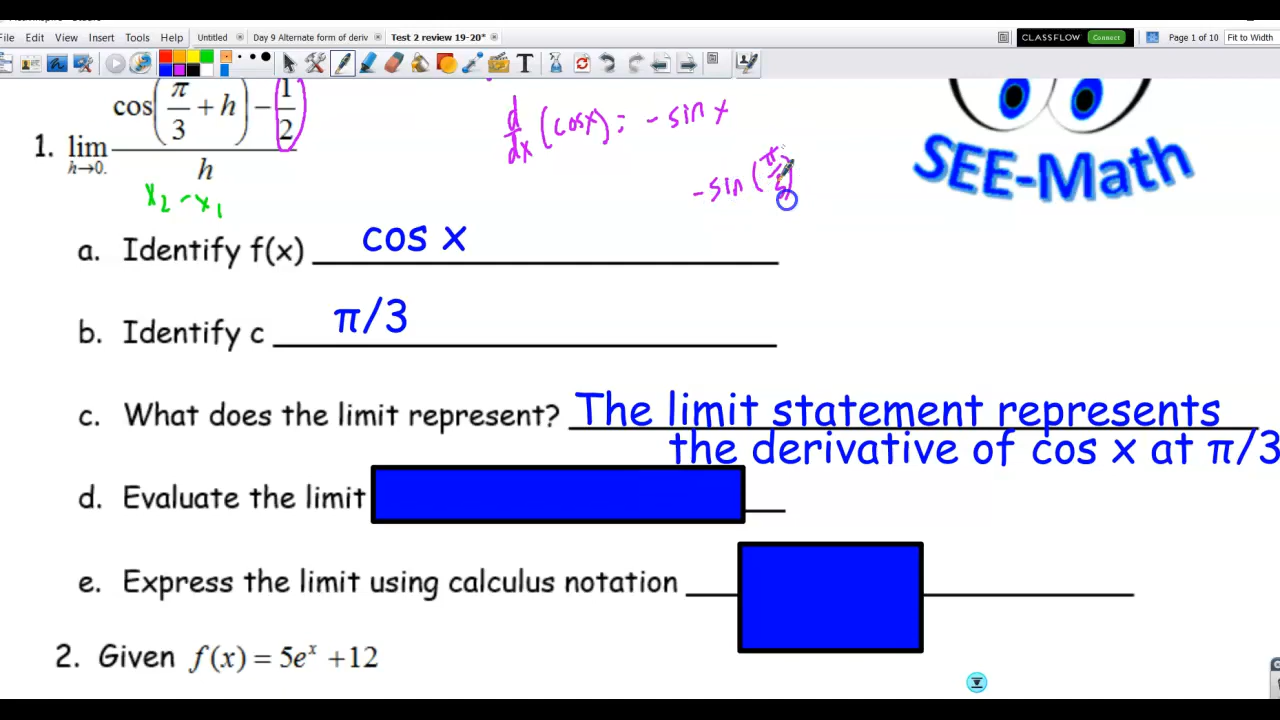 File Edit View Insert Tools Help Untitled Day 9 Alternate form of deriv Test 2 review 19-20* CLASSFLOW Connect Page 1 of 10 Fit to Width
1. lim h→0. cos(π/3 + h) − 1/2 / h
d/dx (cosx) = - sin x
- sin (π/3)
SEE-Math
x₂ - x₁
a. Identify f(x) cos x
b. Identify c π/3
c. What does the limit represent? The limit statement represents
the derivative of cos x at π/3
d. Evaluate the limit
e. Express the limit using calculus notation
2. Given f(x) = 5eˣ + 12